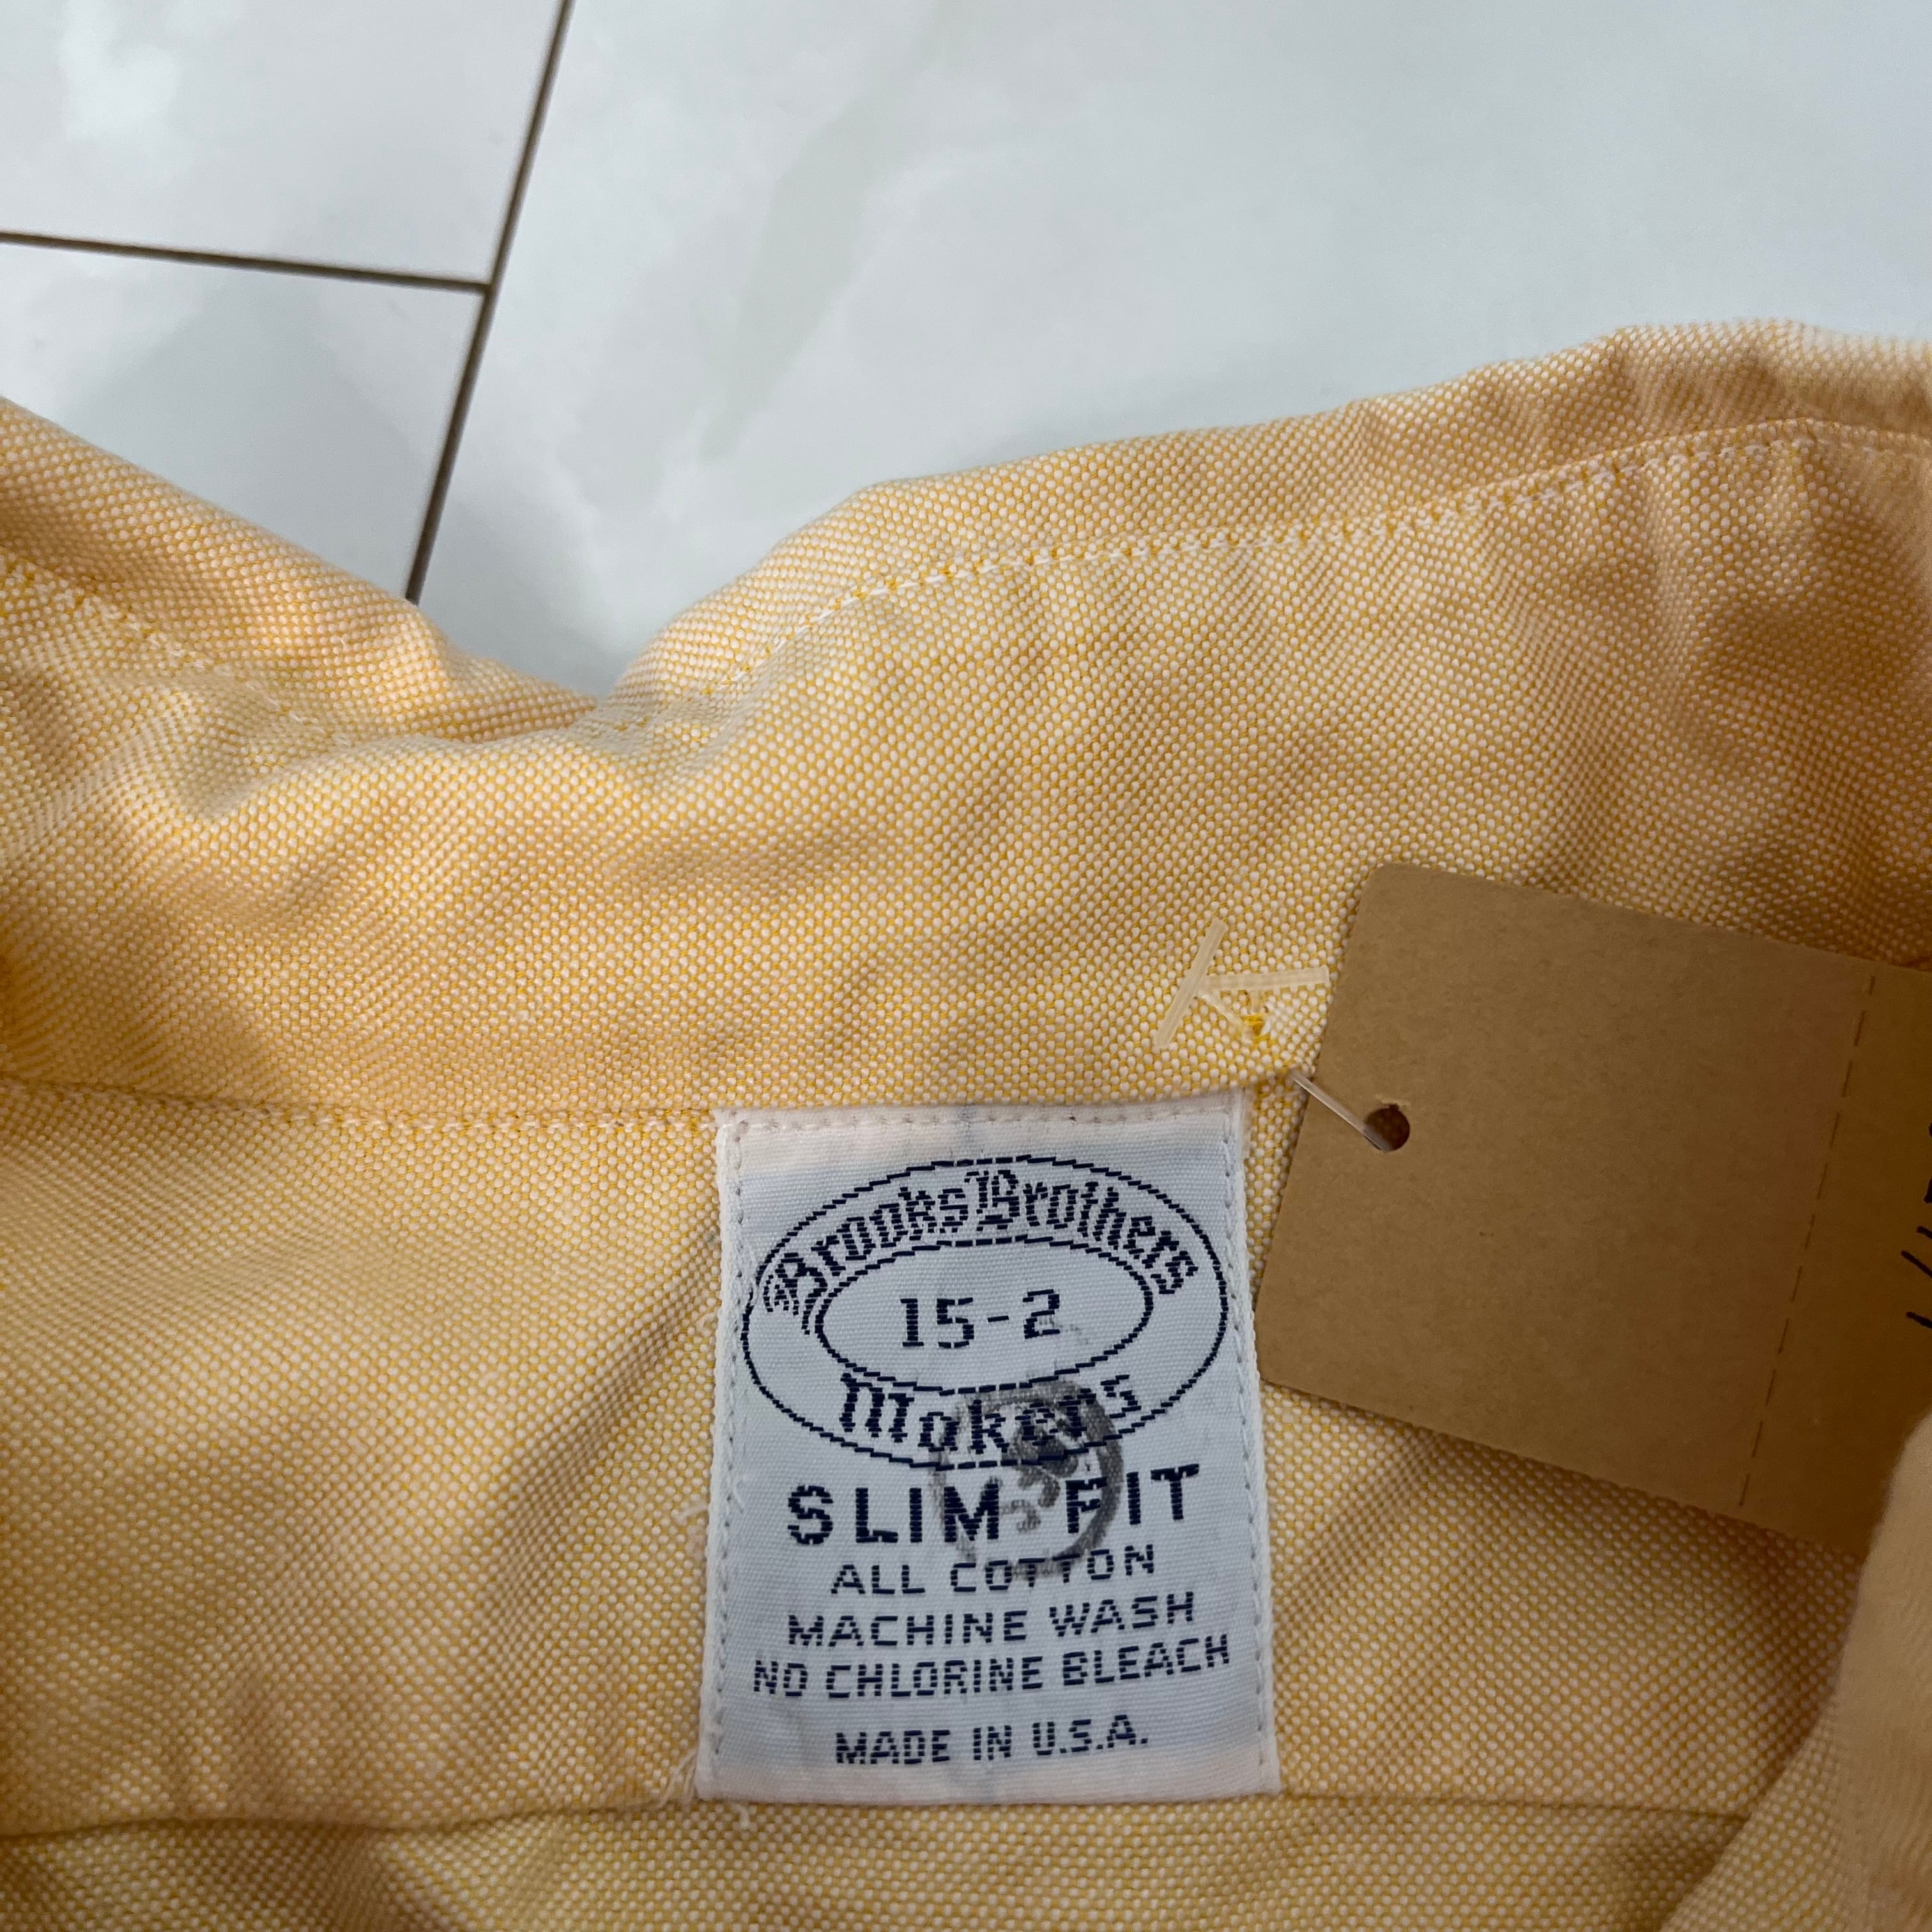 Brooks Brothers
15-2
Makers
SLIM FIT
ALL COTTON
MACHINE WASH
NO CHLORINE BLEACH
MADE IN U.S.A.